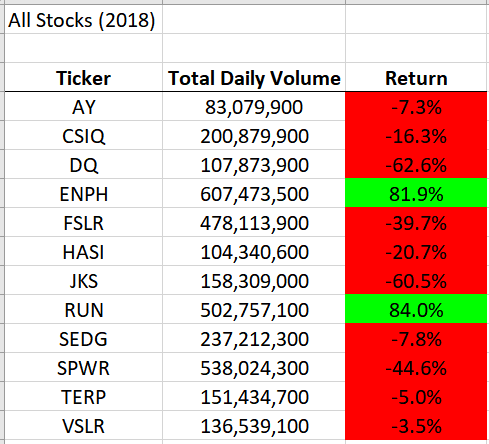 All Stocks (2018)
Ticker Total Daily Volume Return
AY 83,079,900 -7.3%
CSIQ 200,879,900 -16.3%
DQ 107,873,900 -62.6%
ENPH 607,473,500 81.9%
FSLR 478,113,900 -39.7%
HASI 104,340,600 -20.7%
JKS 158,309,000 -60.5%
RUN 502,757,100 84.0%
SEDG 237,212,300 -7.8%
SPWR 538,024,300 -44.6%
TERP 151,434,700 -5.0%
VSLR 136,539,100 -3.5%